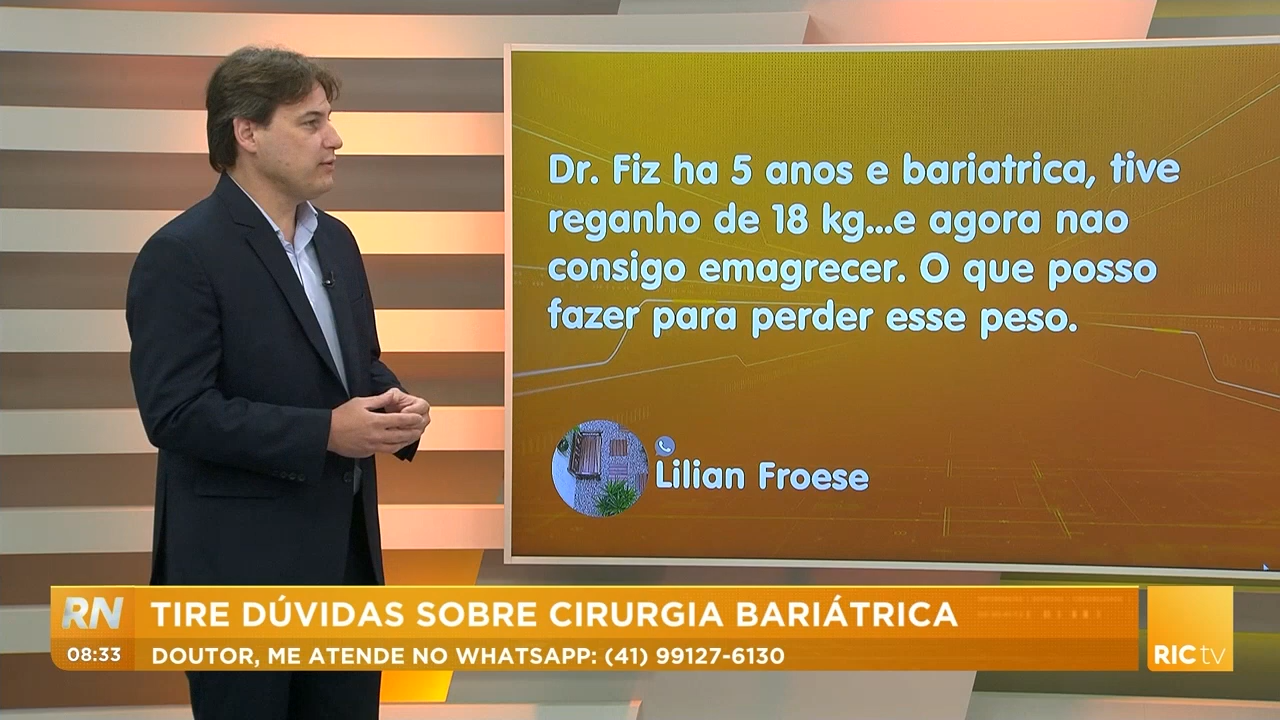 Dr. Fiz ha 5 anos e bariatrica, tive
reganho de 18 kg...e agora nao
consigo emagrecer. O que posso
fazer para perder esse peso.
Lilian Froese
RN TIRE DÚVIDAS SOBRE CIRURGIA BARIÁTRICA
08:33 DOUTOR, ME ATENDE NO WHATSAPP: (41) 99127-6130
RIC tv